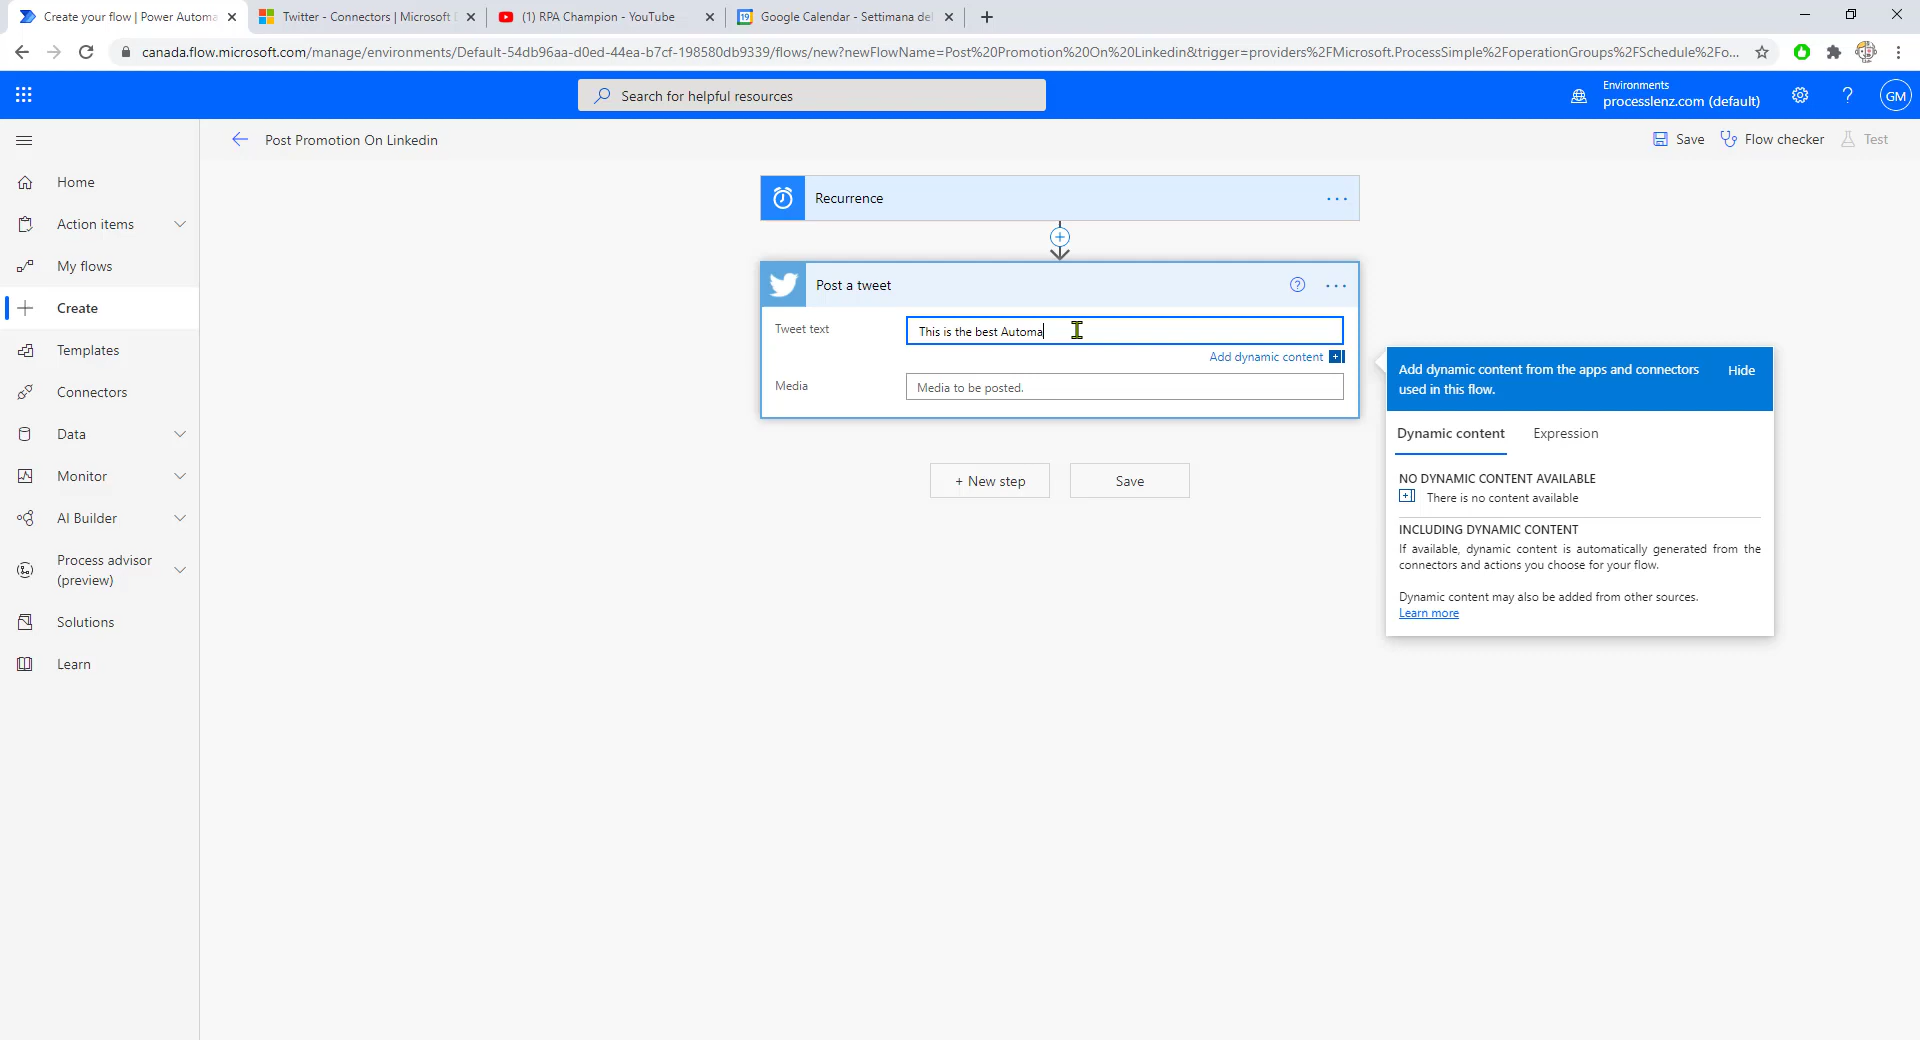 Create your flow | Power Automa
Twitter - Connectors | Microsoft D
(1) RPA Champion - YouTube
19
Google Calendar - Settimana del
canada.flow.microsoft.com/manage/environments/Default-54db96aa-d0ed-44ea-b7cf-198580db9339/flows/new?newFlowName=Post%20Promotion%20On%20Linkedin&trigger=providers%2FMicrosoft.ProcessSimple%2FoperationGroups%2FSchedule%2Fo...
Search for helpful resources
Environments
processlenz.com (default)
?
GM
Post Promotion On Linkedin
Save
Flow checker
Test
Home
Action items
My flows
Create
Templates
Connectors
Data
Monitor
AI Builder
Process advisor
(preview)
Solutions
Learn
Recurrence
...
Post a tweet
?
...
Tweet text
This is the best Automa
Add dynamic content
Media
Media to be posted.
+ New step
Save
Add dynamic content from the apps and connectors
used in this flow.
Hide
Dynamic content
Expression
NO DYNAMIC CONTENT AVAILABLE
There is no content available
INCLUDING DYNAMIC CONTENT
If available, dynamic content is automatically generated from the
connectors and actions you choose for your flow.
Dynamic content may also be added from other sources.
Learn more